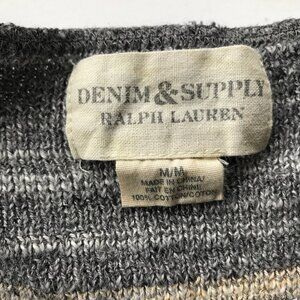 DENIM & SUPPLY
RALPH LAUREN
M/M
MADE IN CHINA/
FAIT EN CHINE
100% COTTON/COTON